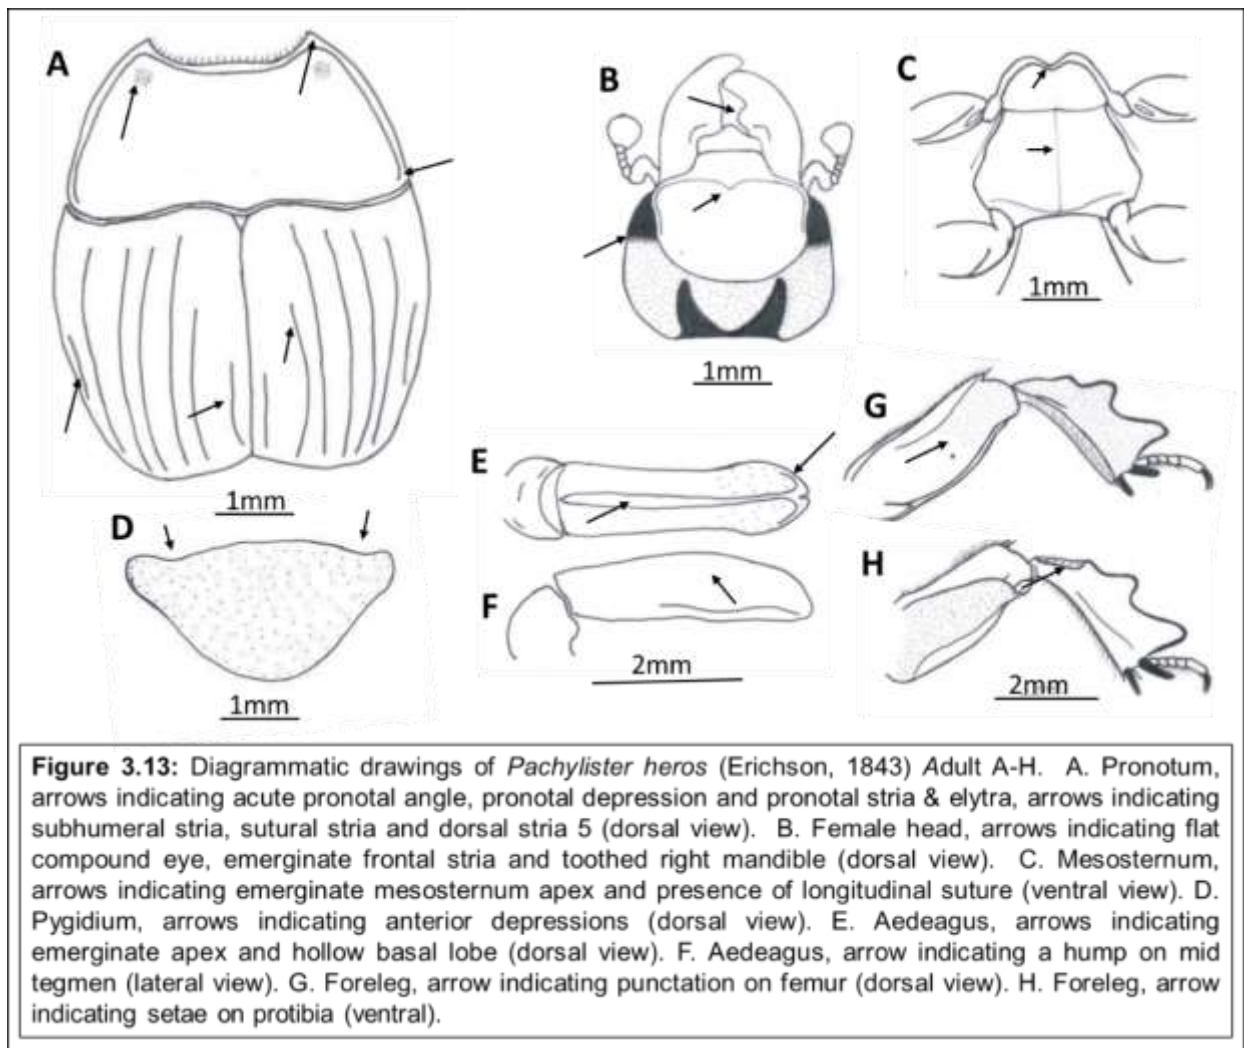 A
B
C
1mm
1mm
1mm
D
E
G
F
H
1mm
2mm
2mm
Figure 3.13: Diagrammatic drawings of Pachylister heros (Erichson, 1843) Adult A-H. A. Pronotum,
arrows indicating acute pronotal angle, pronotal depression and pronotal stria & elytra, arrows indicating
subhumeral stria, sutural stria and dorsal stria 5 (dorsal view). B. Female head, arrows indicating flat
compound eye, emerginate frontal stria and toothed right mandible (dorsal view). C. Mesosternum,
arrows indicating emerginate mesosternum apex and presence of longitudinal suture (ventral view). D.
Pygidium, arrows indicating anterior depressions (dorsal view). E. Aedeagus, arrows indicating
emerginate apex and hollow basal lobe (dorsal view). F. Aedeagus, arrow indicating a hump on mid
tegmen (lateral view). G. Foreleg, arrow indicating punctation on femur (dorsal view). H. Foreleg, arrow
indicating setae on protibia (ventral).